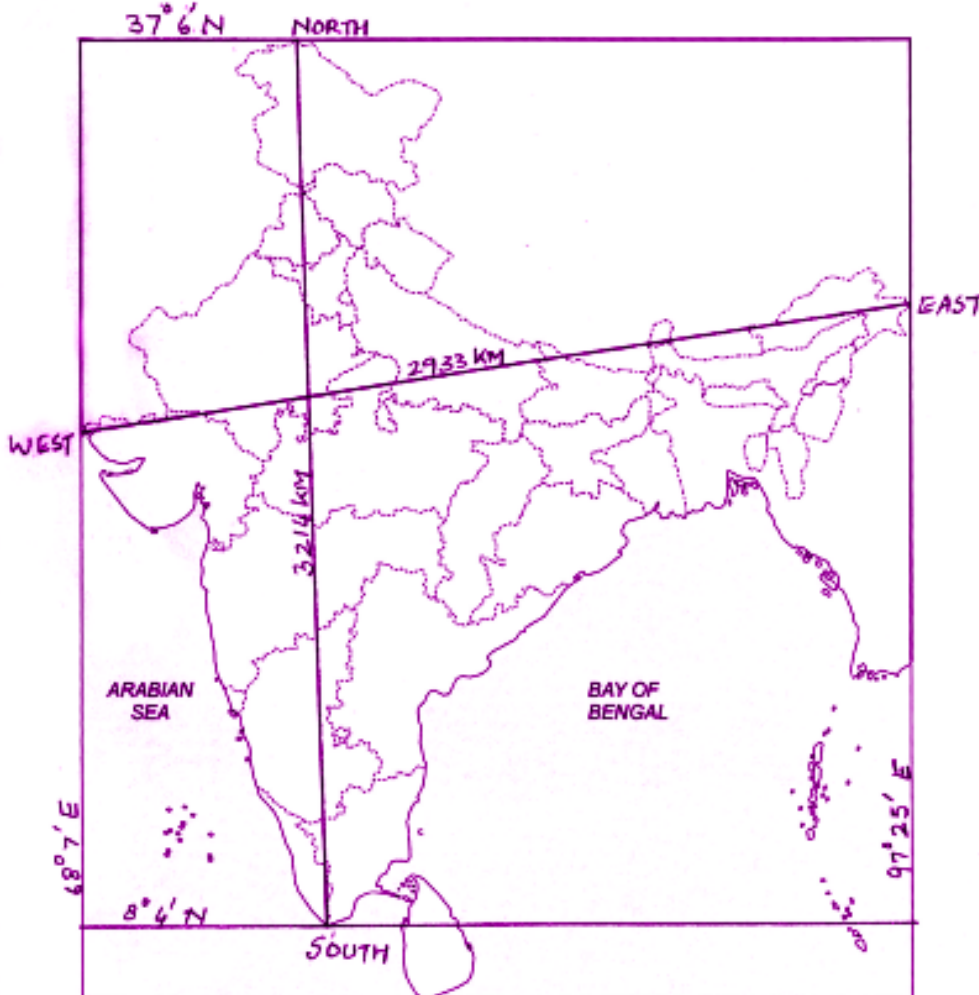 37°6'N
NORTH
EAST
2933 KM
WEST
3214 KM
ARABIAN
SEA
BAY OF
BENGAL
68°7'E
97°25' E
8°4'N
SOUTH